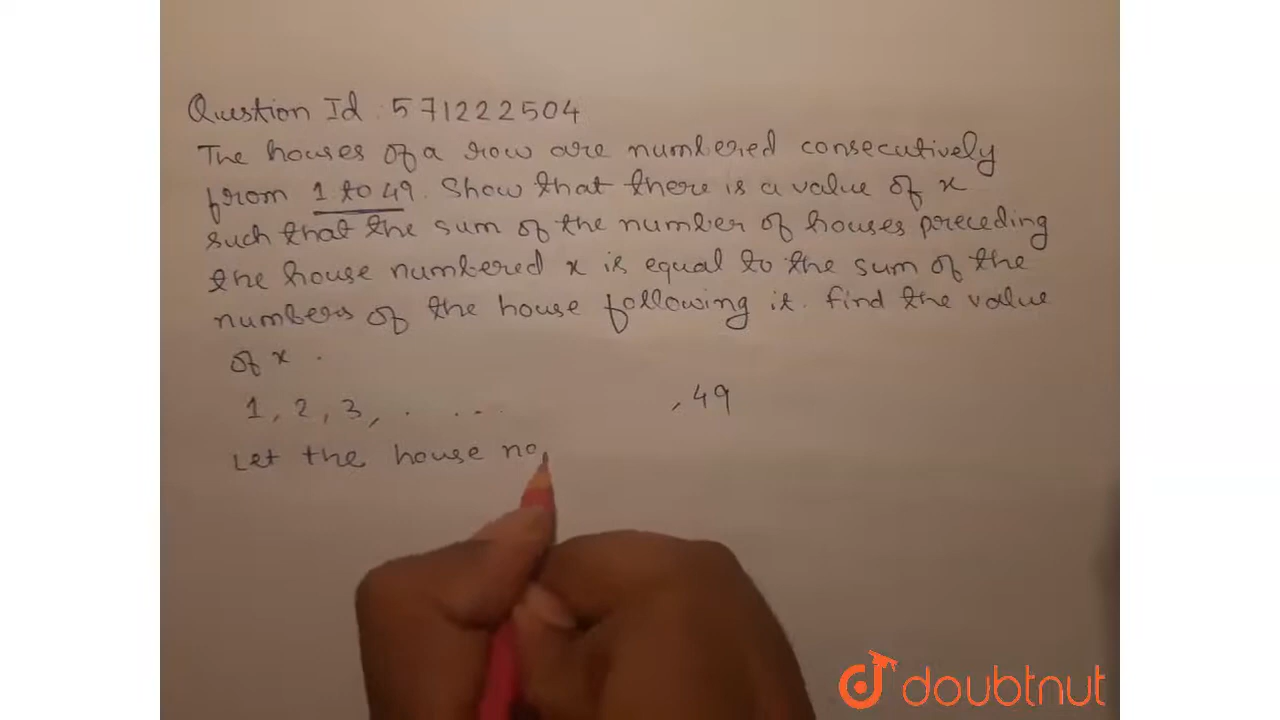 Question Id : 571222504
The houses of a row are numbered consecutively
from 1 to 49. Show that there is a value of x
such that the sum of the number of houses preceding
the house numbered x is equal to the sum of the
numbers of the house following it. find the value
of x .
1, 2, 3, . . . . , 49
Let the house no
doubtnut